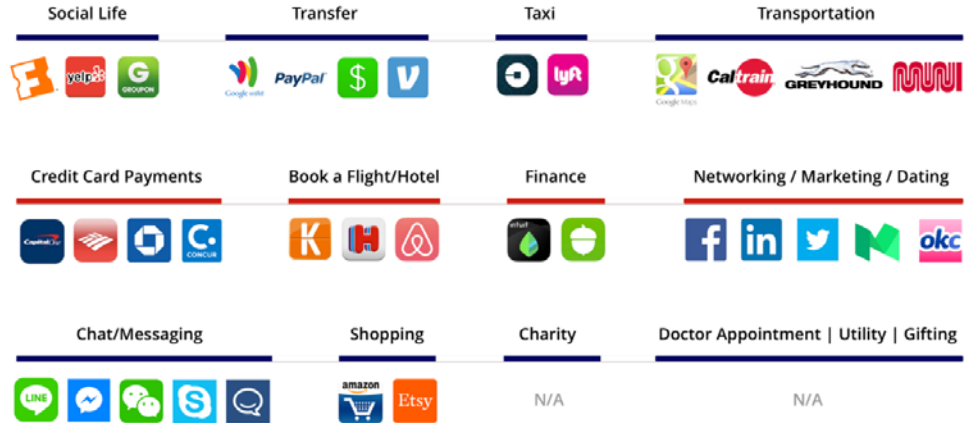 Social Life
Transfer
Taxi
Transportation
yelp
G
GROUPON
Google wallet
PayPal
$
V
lyft
Google Maps
Caltrain
GREYHOUND
MUNI
Credit Card Payments
Book a Flight/Hotel
Finance
Networking / Marketing / Dating
Capital One
C.
CONCUR
K
H
intuit
f
in
okc
Chat/Messaging
Shopping
Charity
Doctor Appointment | Utility | Gifting
LINE
S
amazon
Etsy
N/A
N/A